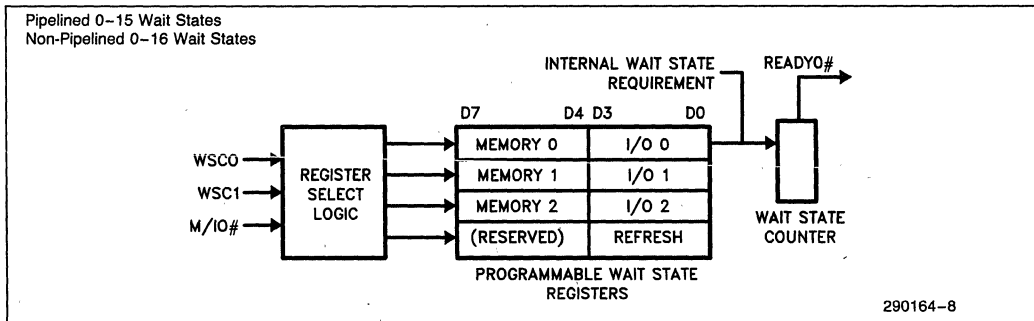 Pipelined 0–15 Wait States
Non-Pipelined 0–16 Wait States
INTERNAL WAIT STATE
REQUIREMENT
READYO#
D7 D4 D3 D0
WSC0
WSC1
M/IO#
REGISTER
SELECT
LOGIC
MEMORY 0 I/O 0
MEMORY 1 I/O 1
MEMORY 2 I/O 2
(RESERVED) REFRESH
WAIT STATE
COUNTER
PROGRAMMABLE WAIT STATE
REGISTERS
290164–8